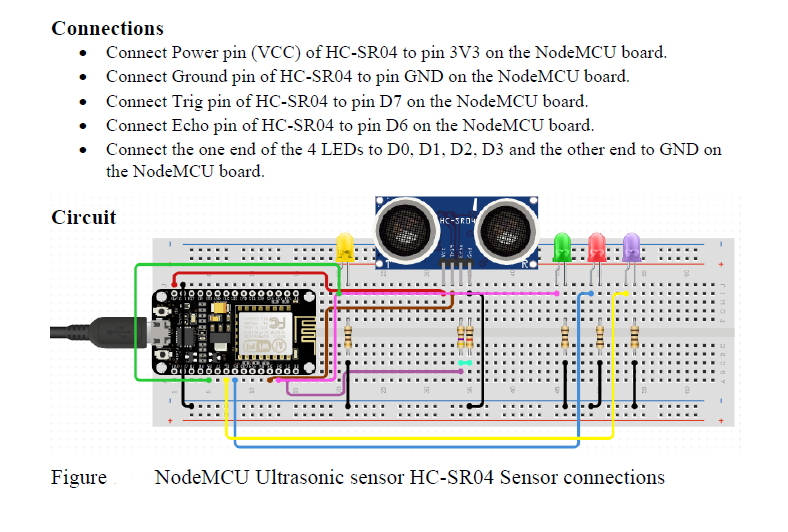 Connections
• Connect Power pin (VCC) of HC-SR04 to pin 3V3 on the NodeMCU board.
• Connect Ground pin of HC-SR04 to pin GND on the NodeMCU board.
• Connect Trig pin of HC-SR04 to pin D7 on the NodeMCU board.
• Connect Echo pin of HC-SR04 to pin D6 on the NodeMCU board.
• Connect the one end of the 4 LEDs to D0, D1, D2, D3 and the other end to GND on
the NodeMCU board.
Circuit
HC-SR04
Vcc Trig Echo Gnd
T R
Figure NodeMCU Ultrasonic sensor HC-SR04 Sensor connections